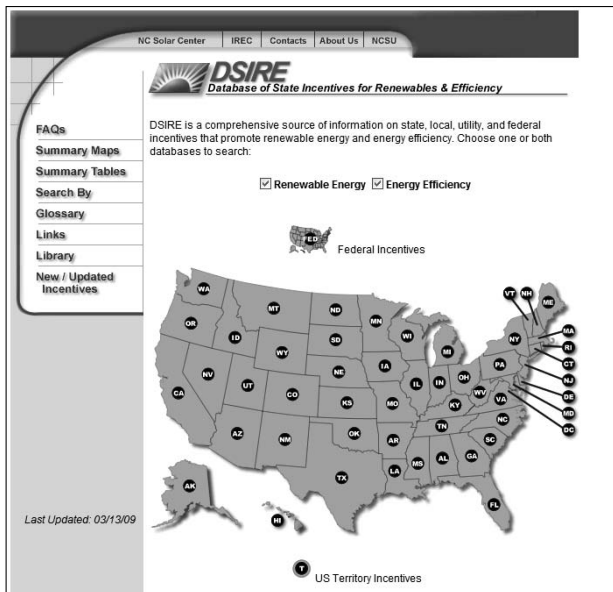 NC Solar Center | IREC | Contacts | About Us | NCSU
DSIRE
Database of State Incentives for Renewables & Efficiency
FAQs
Summary Maps
Summary Tables
Search By
Glossary
Links
Library
New / Updated
Incentives
DSIRE is a comprehensive source of information on state, local, utility, and federal
incentives that promote renewable energy and energy efficiency. Choose one or both
databases to search:
Renewable Energy Energy Efficiency
FED
Federal Incentives
WA
MT
ND
MN
VT
NH
ME
OR
ID
WY
SD
WI
MI
NY
MA
RI
CT
NJ
DE
MD
DC
NV
UT
CO
NE
IA
IL
IN
OH
PA
WV
VA
CA
KS
MO
KY
NC
AZ
NM
OK
AR
TN
SC
TX
LA
MS
AL
GA
FL
AK
HI
Last Updated: 03/13/09
T
US Territory Incentives